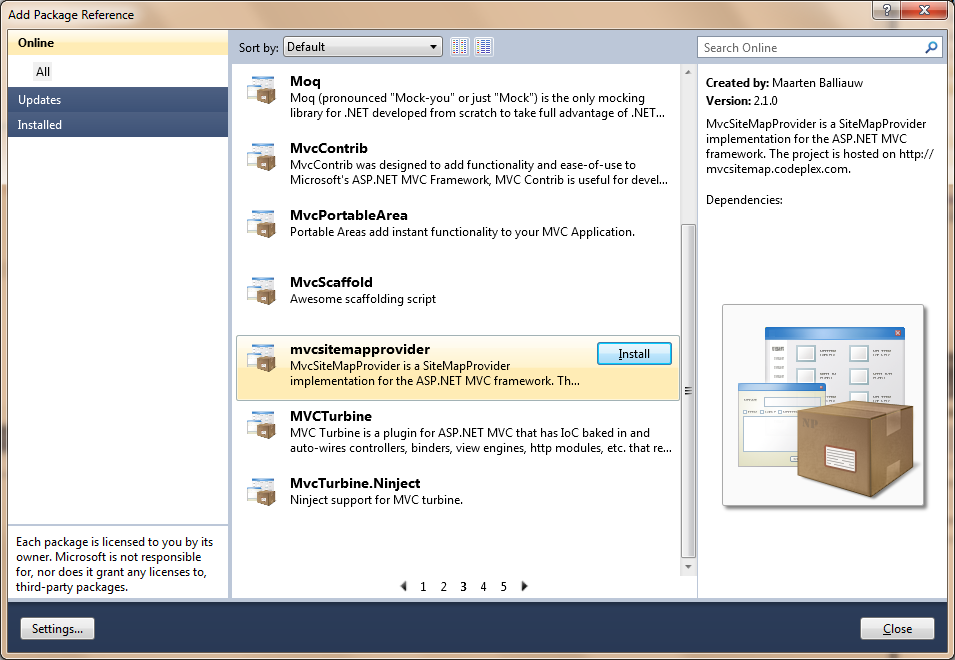 Add Package Reference
Online
All
Updates
Installed
Each package is licensed to you by its
owner. Microsoft is not responsible
for, nor does it grant any licenses to,
third-party packages.
Sort by: Default
Moq
Moq (pronounced "Mock-you" or just "Mock") is the only mocking
library for .NET developed from scratch to take full advantage of .NET...
MvcContrib
MvcContrib was designed to add functionality and ease-of-use to
Microsoft's ASP.NET MVC Framework, MVC Contrib is useful for devel...
MvcPortableArea
Portable Areas add instant functionality to your MVC Application.
MvcScaffold
Awesome scaffolding script
mvcsitemapprovider
Install
MvcSiteMapProvider is a SiteMapProvider
implementation for the ASP.NET MVC framework. Th...
MVCTurbine
MVC Turbine is a plugin for ASP.NET MVC that has IoC baked in and
auto-wires controllers, binders, view engines, http modules, etc. that re...
MvcTurbine.Ninject
Ninject support for MVC turbine.
1 2 3 4 5
Search Online
Created by: Maarten Balliauw
Version: 2.1.0
MvcSiteMapProvider is a SiteMapProvider
implementation for the ASP.NET MVC
framework. The project is hosted on http://
mvcsitemap.codeplex.com.
Dependencies:
NP
Settings...
Close